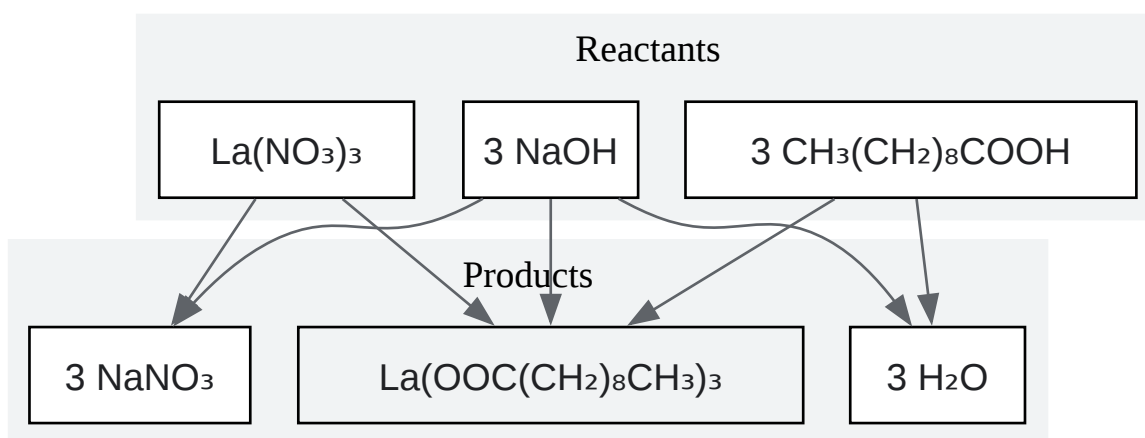 Reactants
La(NO₃)₃
3 NaOH
3 CH₃(CH₂)₈COOH
Products
3 NaNO₃
La(OOC(CH₂)₈CH₃)₃
3 H₂O